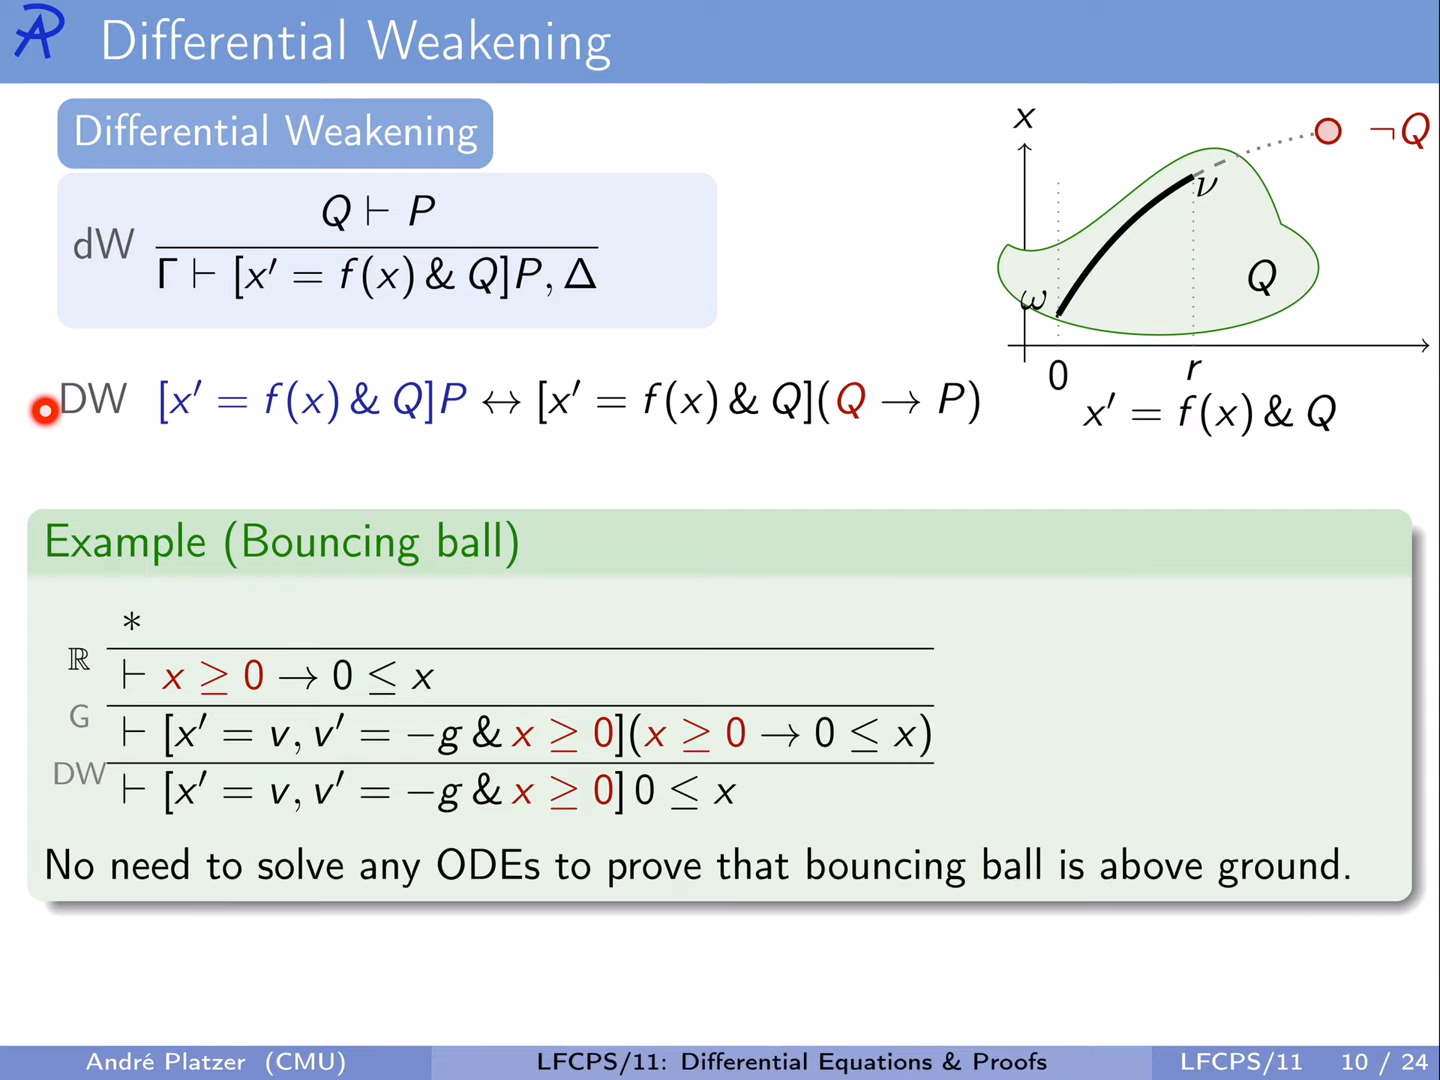 Differential Weakening
Differential Weakening
dW
Q ⊢ P
Γ ⊢ [x′ = f(x) & Q]P, Δ
x
¬Q
ν
Q
ω
0
r
x′ = f(x) & Q
DW [x′ = f(x) & Q]P ↔ [x′ = f(x) & Q](Q → P)
Example (Bouncing ball)
*
ℝ
⊢ x ≥ 0 → 0 ≤ x
G
⊢ [x′ = v, v′ = −g & x ≥ 0](x ≥ 0 → 0 ≤ x)
DW
⊢ [x′ = v, v′ = −g & x ≥ 0] 0 ≤ x
No need to solve any ODEs to prove that bouncing ball is above ground.
André Platzer (CMU) LFCPS/11: Differential Equations & Proofs LFCPS/11 10 / 24